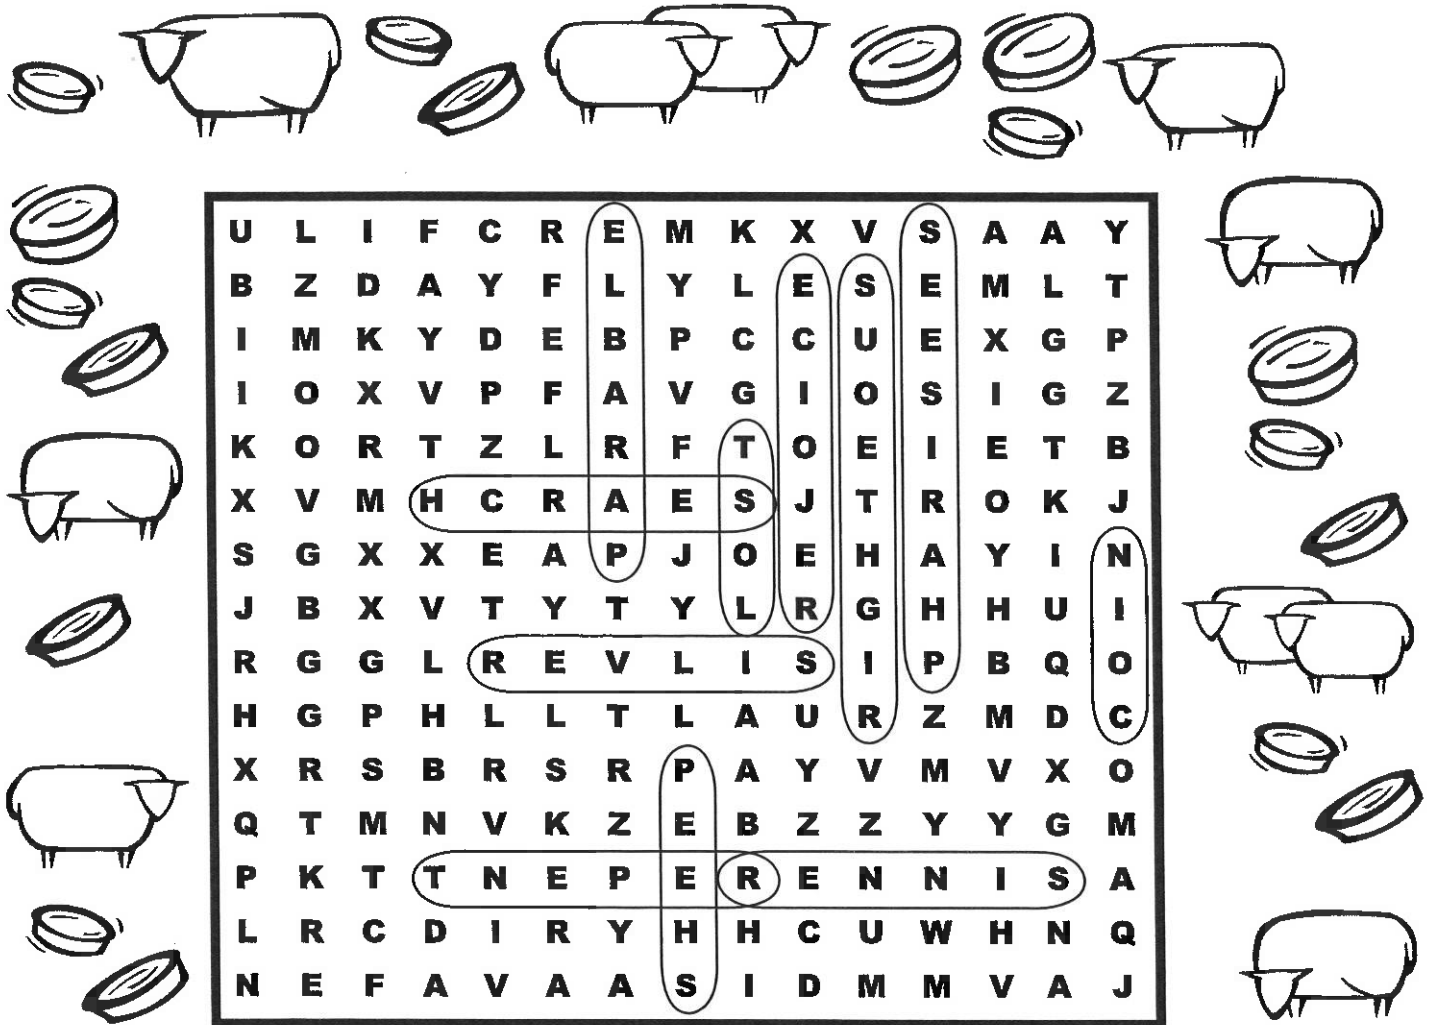 U L I F C R E M K X V S A A Y
B Z D A Y F L Y L E S E M L T
I M K Y D E B P C C U E X G P
I O X V P F A V G I O S I G Z
K O R T Z L R F T O E I E T B
X V M H C R A E S J T R O K J
S G X X E A P J O E H A Y I N
J B X V T Y T Y L R G H H U I
R G G L R E V L I S I P B Q O
H G P H L L T L A U R Z M D C
X R S B R S R P A Y V M V X O
Q T M N V K Z E B Z Z Y Y G M
P K T T N E P E R E N N I S A
L R C D I R Y H H C U W H N Q
N E F A V A A S I D M M V A J